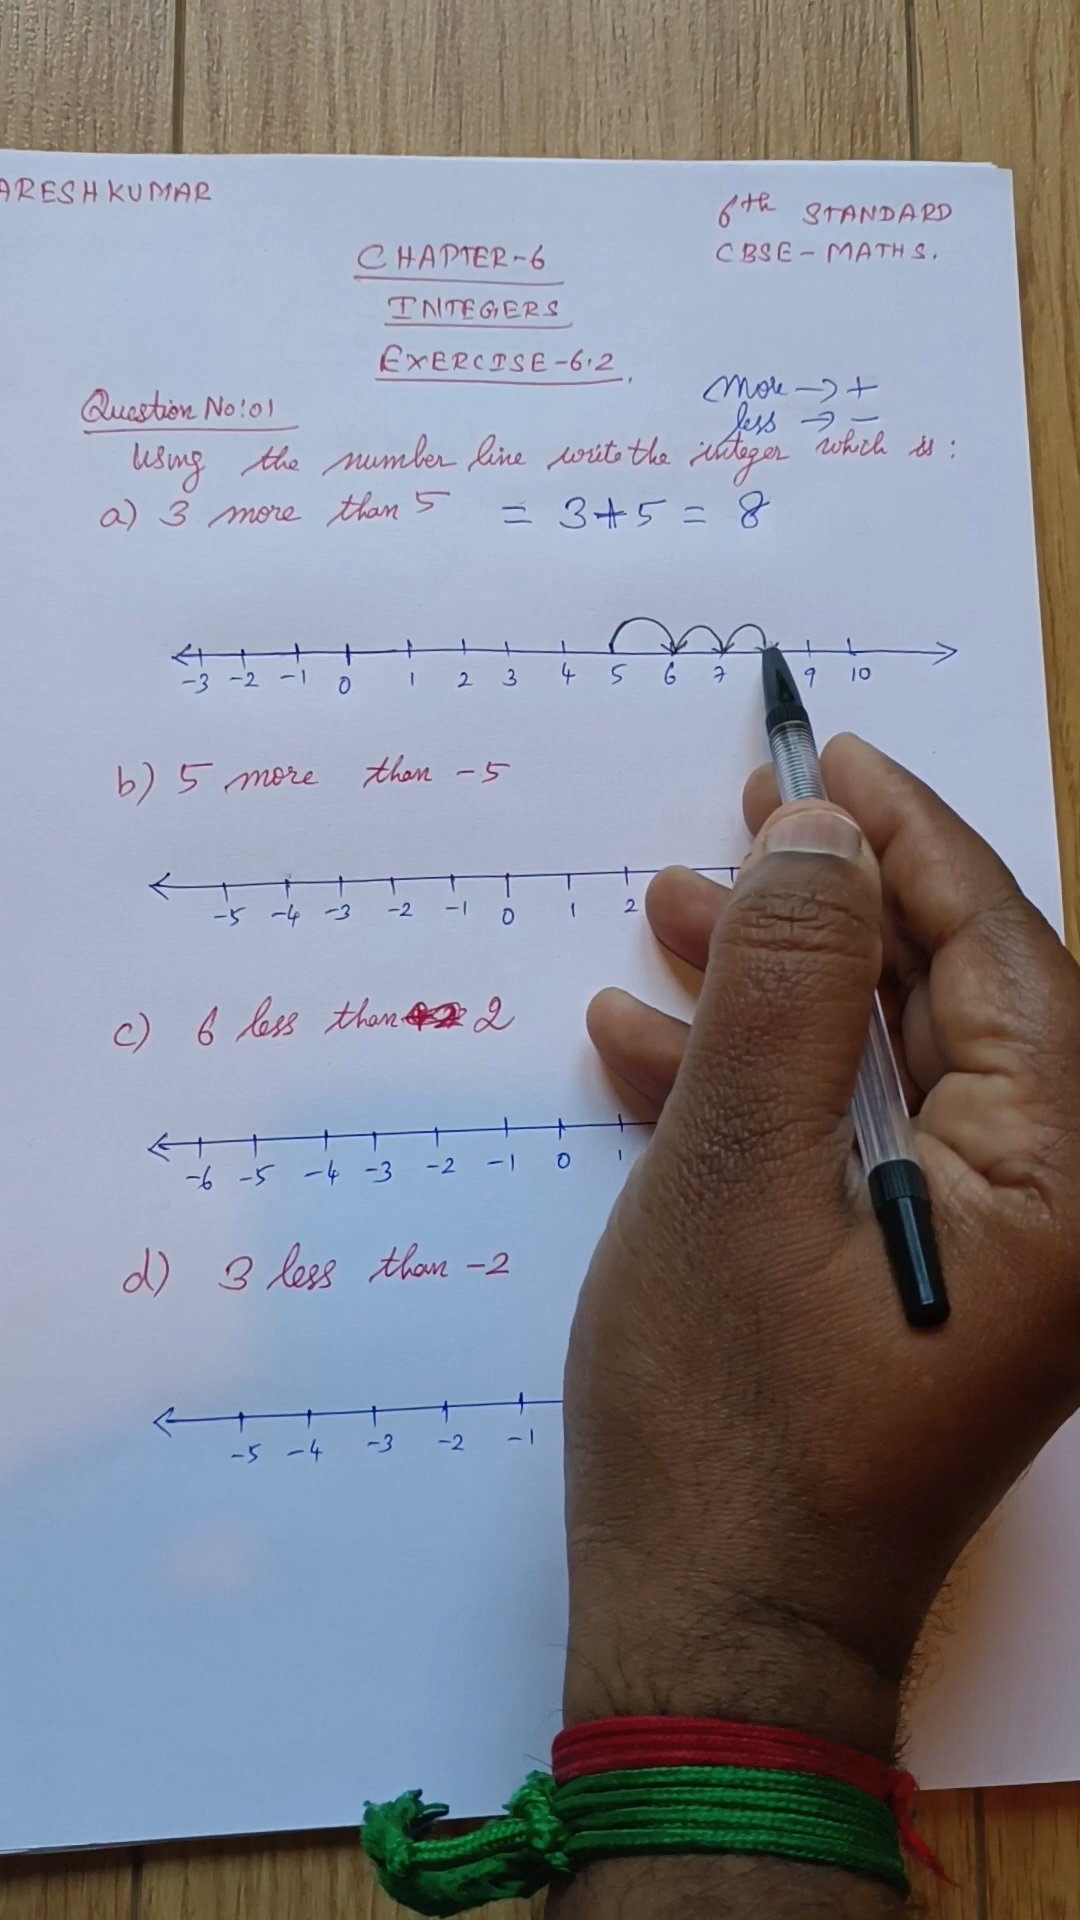 ARESHKUMAR
6th STANDARD
CBSE-MATHS.
CHAPTER-6
INTEGERS
EXERCISE-6.2.
more → +
less → -
Question No:01
Using the number line write the integer which is:
a) 3 more than 5 = 3+5 = 8
-3 -2 -1 0 1 2 3 4 5 6 7 9 10
b) 5 more than -5
-5 -4 -3 -2 -1 0 1 2
c) 6 less than 2
-6 -5 -4 -3 -2 -1 0 1
d) 3 less than -2
-5 -4 -3 -2 -1